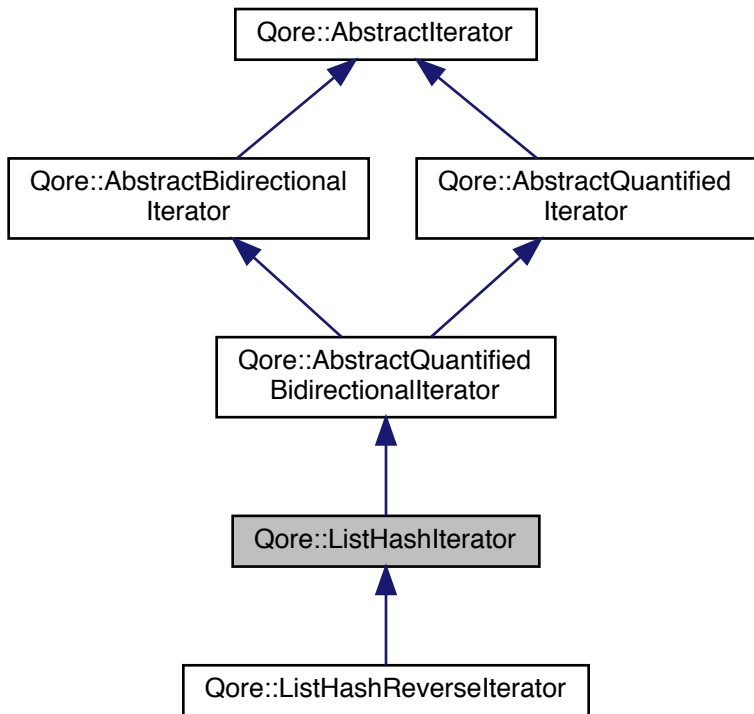 Qore::AbstractIterator
Qore::AbstractBidirectional
Iterator
Qore::AbstractQuantified
Iterator
Qore::AbstractQuantified
BidirectionalIterator
Qore::ListHashIterator
Qore::ListHashReverseIterator